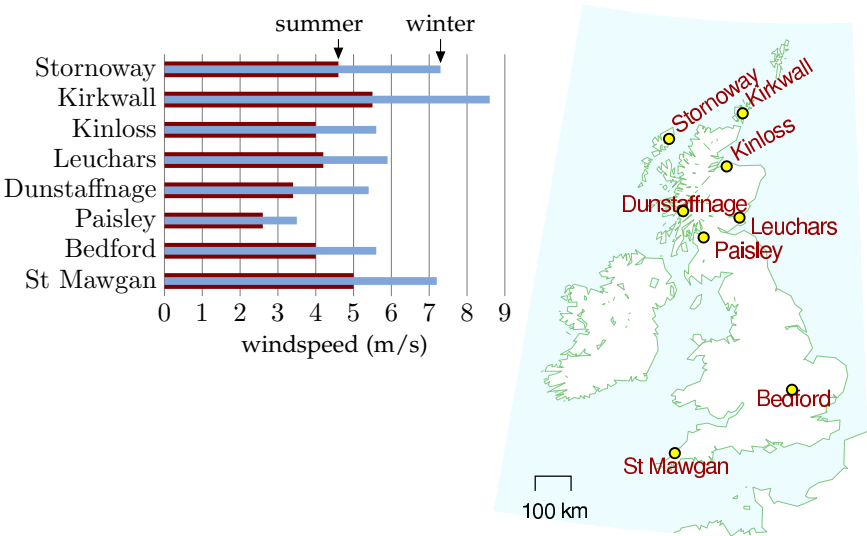 summer winter
Stornoway
Kirkwall
Kinloss
Leuchars
Dunstaffnage
Paisley
Bedford
St Mawgan
0 1 2 3 4 5 6 7 8 9
windspeed (m/s)
Stornoway
Kirkwall
Kinloss
Dunstaffnage
Leuchars
Paisley
Bedford
St Mawgan
100 km